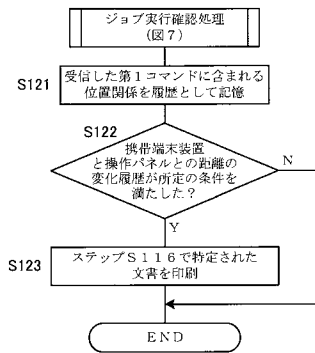 ジョブ実行確認処理
(図7)
S121
受信した第1コマンドに含まれる
位置関係を履歴として記憶
S122
携帯端末装置
と操作パネルとの距離の
変化履歴が所定の条件を
満たした?
N
Y
S123
ステップS116で特定された
文書を印刷
END